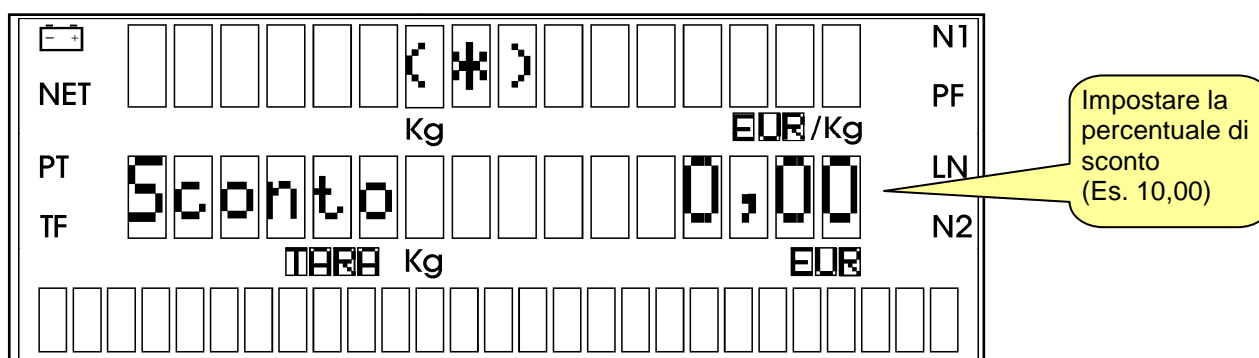 - + N1
(*)
NET PF
Kg EUR/Kg
PT LN
Sconto 0,00
TF N2
TARA Kg EUR
Impostare la
percentuale di
sconto
(Es. 10,00)